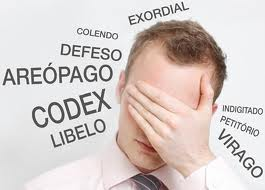 EXORDIAL
COLENDO
DEFESO
AREÓPAGO
CODEX
LIBELO
INDIGITADO
PETITÓRIO
VIRAGO